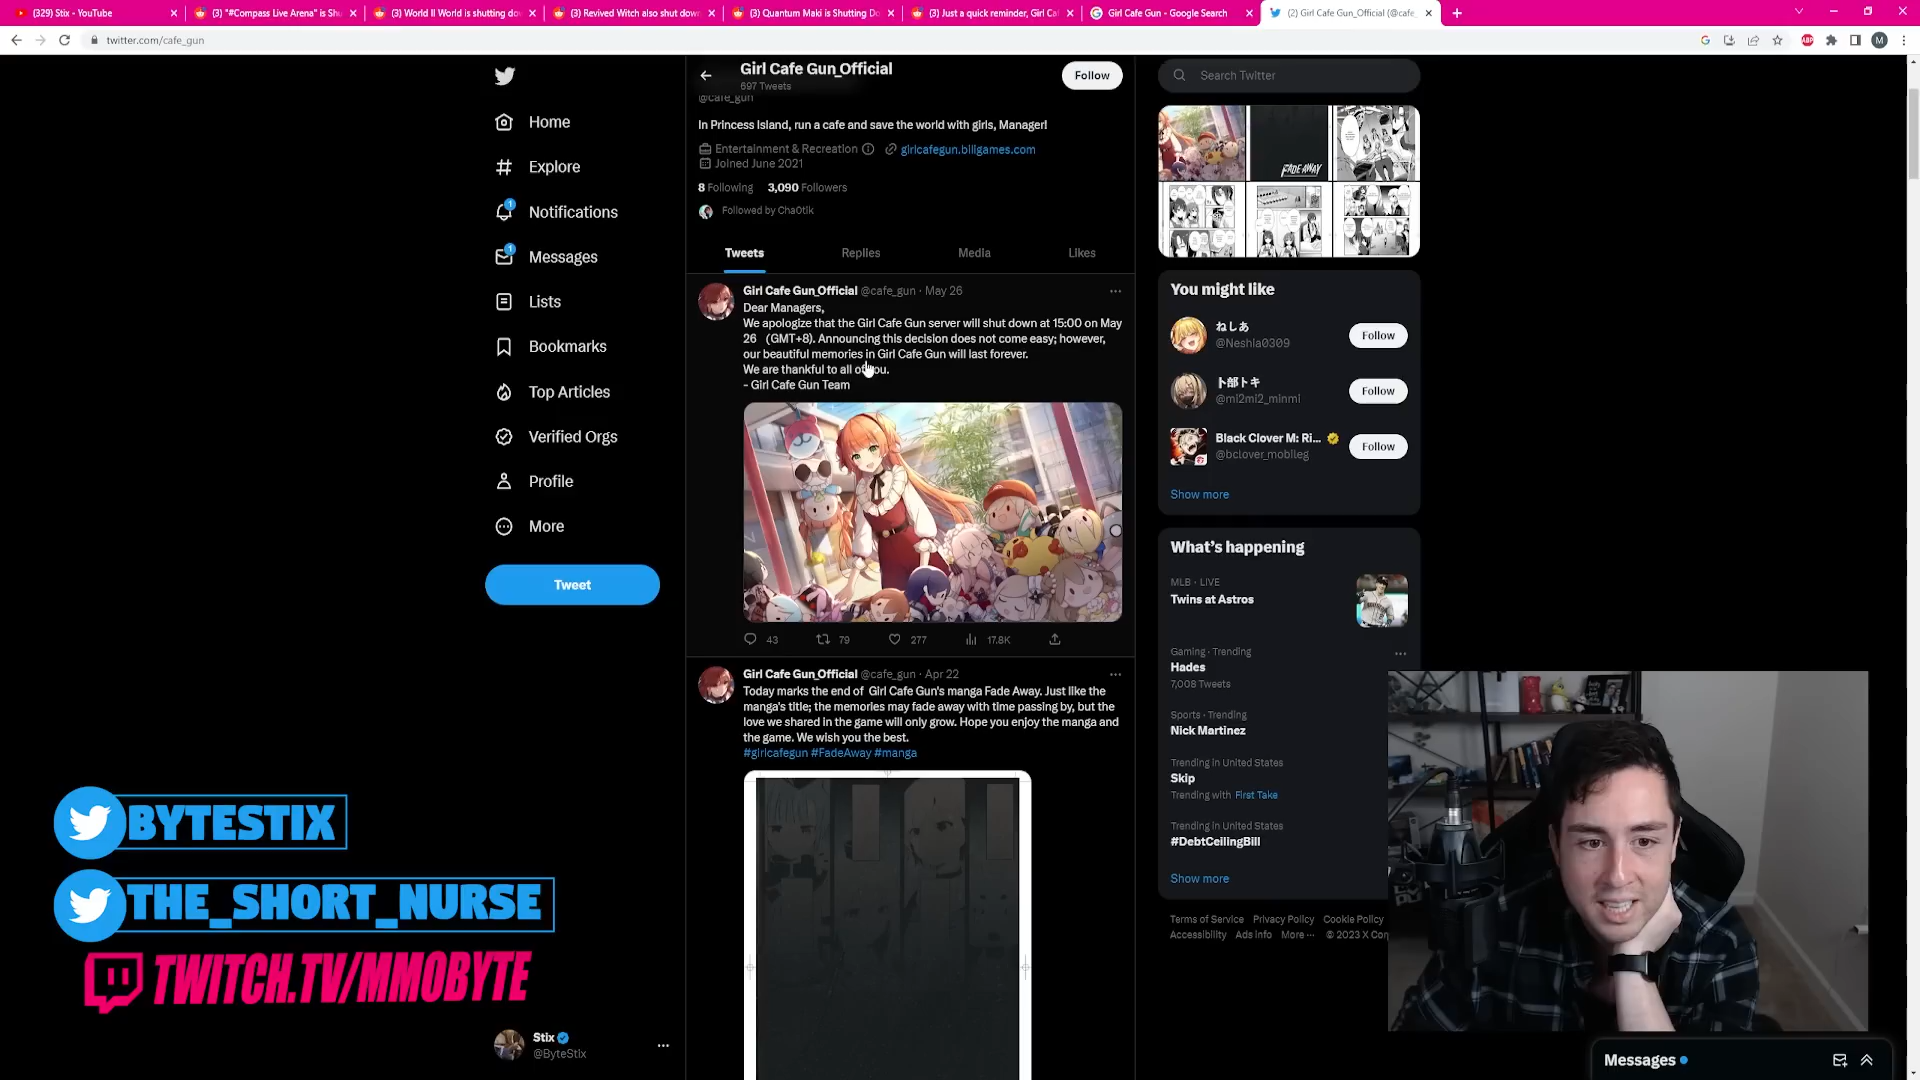 (329) Stix - YouTube
(3) "#Compass Live Arena" is Shu
(3) World II World is shutting dow
(3) Revived Witch also shut down
(3) Quantum Maki is Shutting Do
(3) Just a quick reminder, Girl Ca
Girl Cafe Gun - Google Search
(2) Girl Cafe Gun_Official (@cafe_
twitter.com/cafe_gun
Home
Explore
Notifications
Messages
Lists
Bookmarks
Top Articles
Verified Orgs
Profile
More
Tweet
Stix
@ByteStix
BYTESTIX
THE_SHORT_NURSE
TWITCH.TV/MMOBYTE
Girl Cafe Gun_Official
697 Tweets
Follow
@cafe_gun
In Princess Island, run a cafe and save the world with girls, Manager!
Entertainment & Recreation
girlcafegun.biligames.com
Joined June 2021
8 Following 3,090 Followers
Followed by Cha0tik
Tweets Replies Media Likes
Girl Cafe Gun_Official @cafe_gun · May 26
Dear Managers,
We apologize that the Girl Cafe Gun server will shut down at 15:00 on May
26 (GMT+8). Announcing this decision does not come easy; however,
our beautiful memories in Girl Cafe Gun will last forever.
We are thankful to all of you.
- Girl Cafe Gun Team
43 79 277 17.8K
Girl Cafe Gun_Official @cafe_gun · Apr 22
Today marks the end of Girl Cafe Gun's manga Fade Away. Just like the
manga's title; the memories may fade away with time passing by, but the
love we shared in the game will only grow. Hope you enjoy the manga and
the game. We wish you the best.
#girlcafegun #FadeAway #manga
Search Twitter
FADE AWAY
You might like
ねしあ
@Neshia0309
Follow
卜部トキ
@mi2mi2_minmi
Follow
Black Clover M: Ri...
@bclover_mobileg
Follow
Show more
What's happening
MLB · LIVE
Twins at Astros
Gaming · Trending
Hades
7,008 Tweets
Sports · Trending
Nick Martinez
Trending in United States
Skip
Trending with First Take
Trending in United States
#DebtCeilingBill
Show more
Terms of Service Privacy Policy Cookie Policy
Accessibility Ads info More ··· © 2023 X Cor
Messages